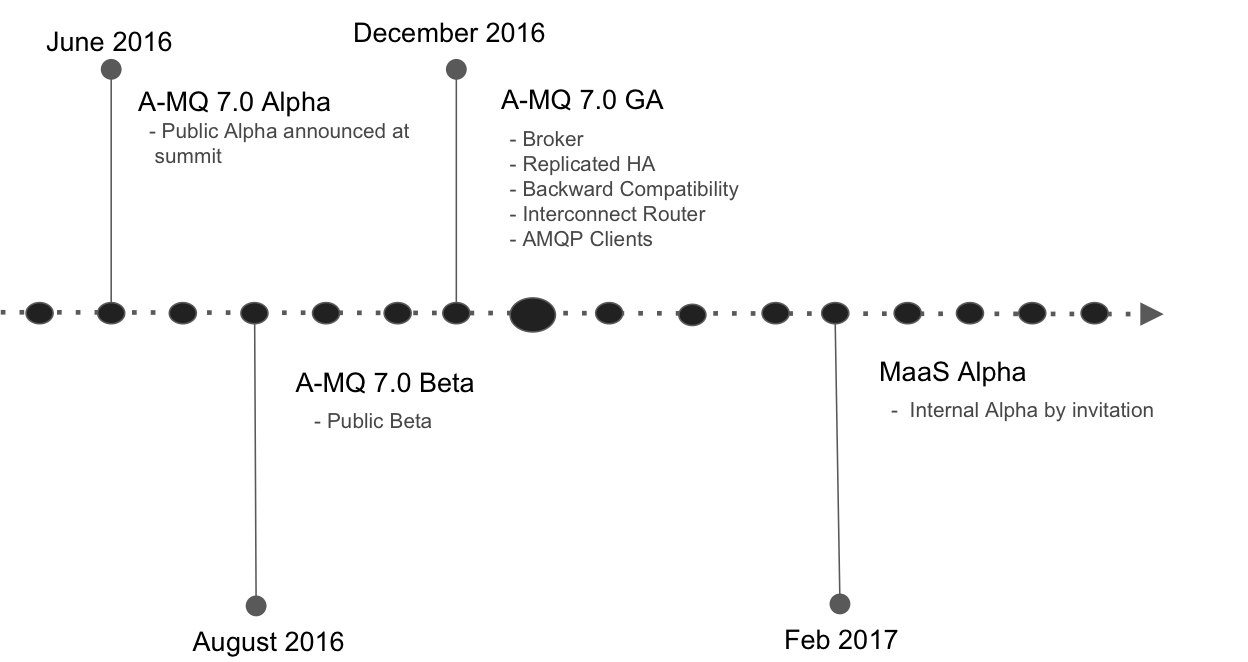 June 2016
A-MQ 7.0 Alpha
- Public Alpha announced at
summit
December 2016
A-MQ 7.0 GA
- Broker
- Replicated HA
- Backward Compatibility
- Interconnect Router
- AMQP Clients
A-MQ 7.0 Beta
- Public Beta
August 2016
MaaS Alpha
- Internal Alpha by invitation
Feb 2017